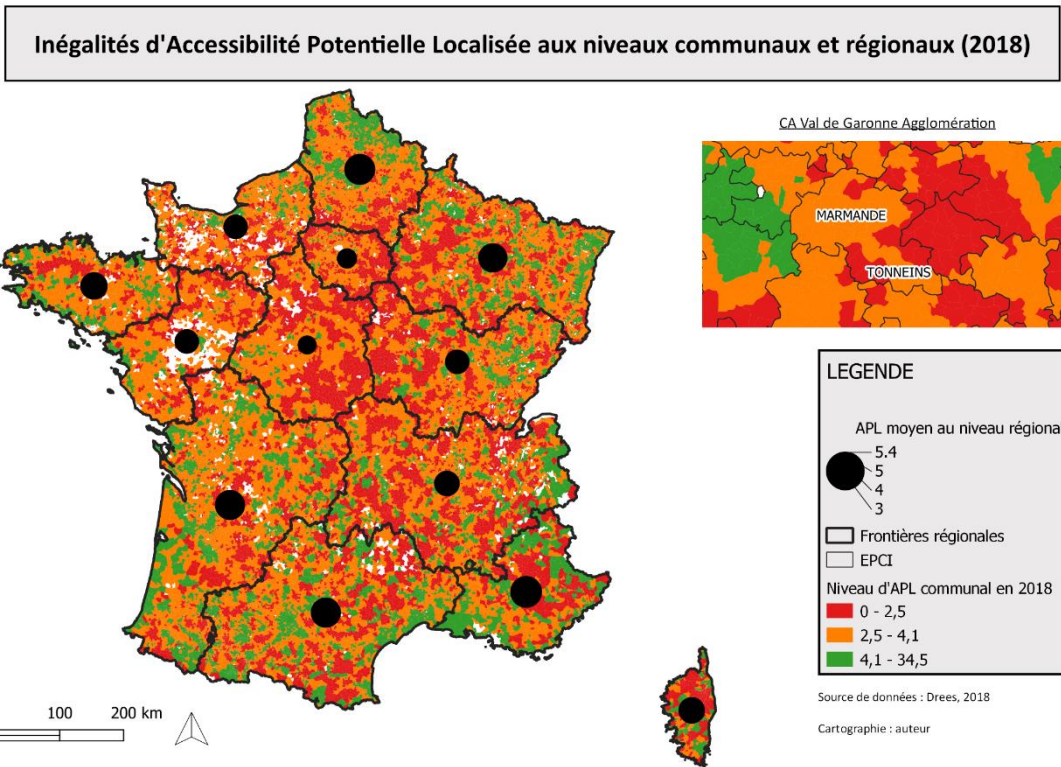 Inégalités d'Accessibilité Potentielle Localisée aux niveaux communaux et régionaux (2018)
CA Val de Garonne Agglomération
MARMANDE
TONNEINS
LEGENDE
APL moyen au niveau régiona
5.4
5
4
3
Frontières régionales
EPCI
Niveau d'APL communal en 2018
0 - 2,5
2,5 - 4,1
4,1 - 34,5
Source de données : Drees, 2018
Cartographie : auteur
100 200 km